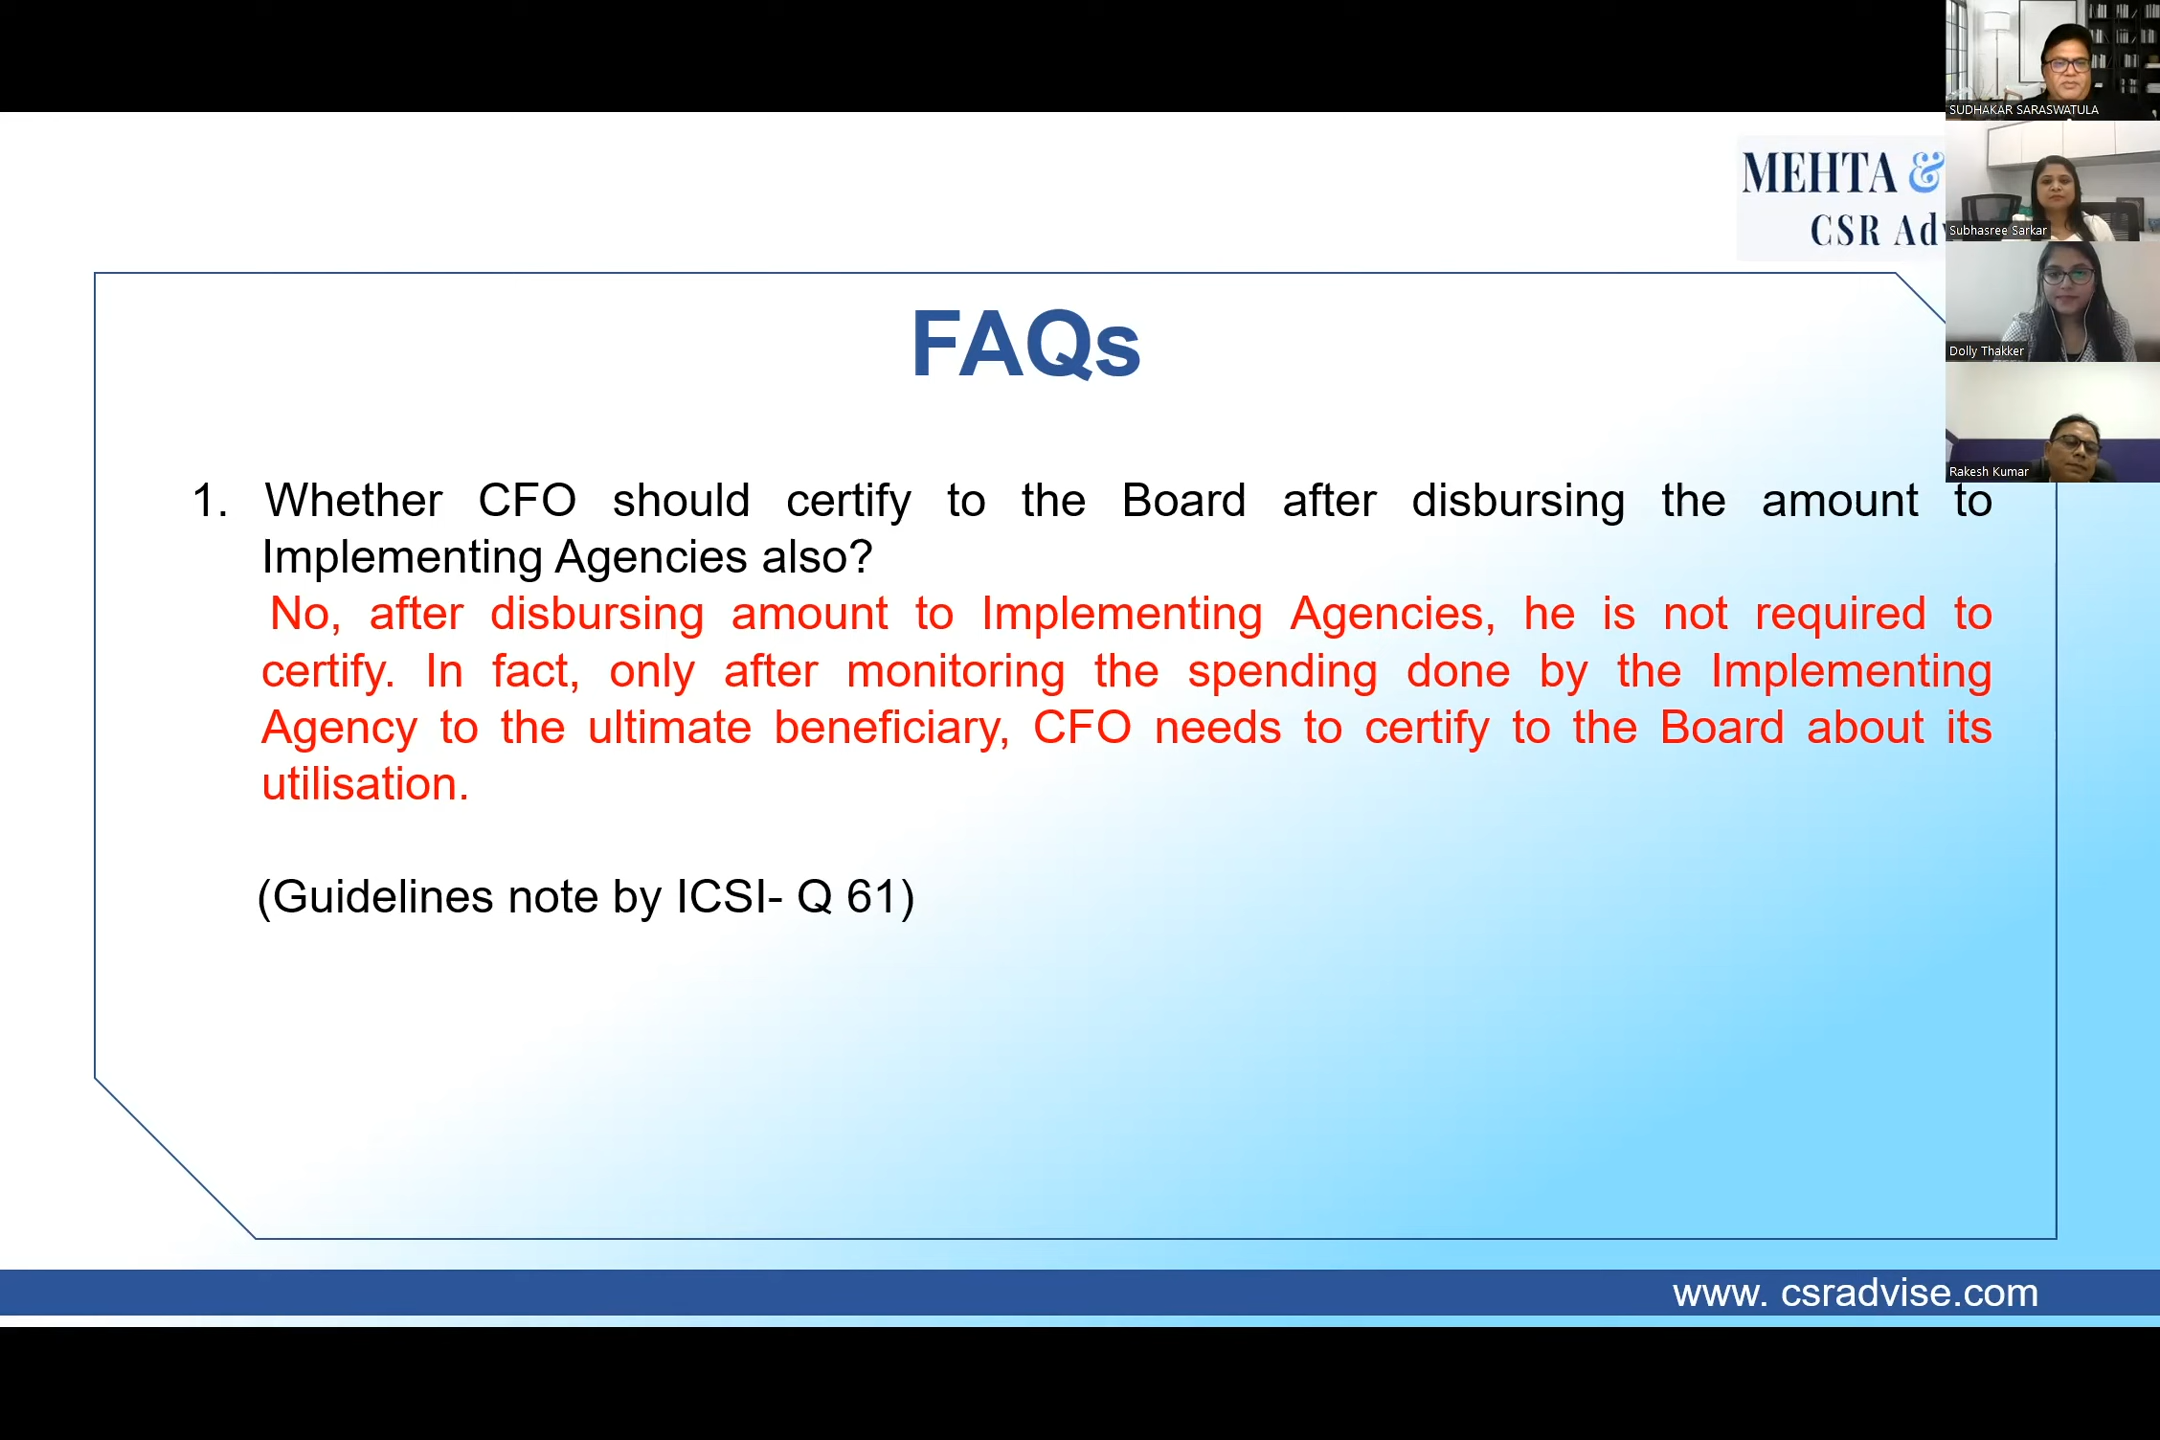 SUDHAKAR SARASWATULA
MEHTA &
CSR Adv
Subhasree Sarkar
Dolly Thakker
Rakesh Kumar
FAQs
1. Whether CFO should certify to the Board after disbursing the amount to
Implementing Agencies also?
No, after disbursing amount to Implementing Agencies, he is not required to
certify. In fact, only after monitoring the spending done by the Implementing
Agency to the ultimate beneficiary, CFO needs to certify to the Board about its
utilisation.
(Guidelines note by ICSI- Q 61)
www. csradvise.com